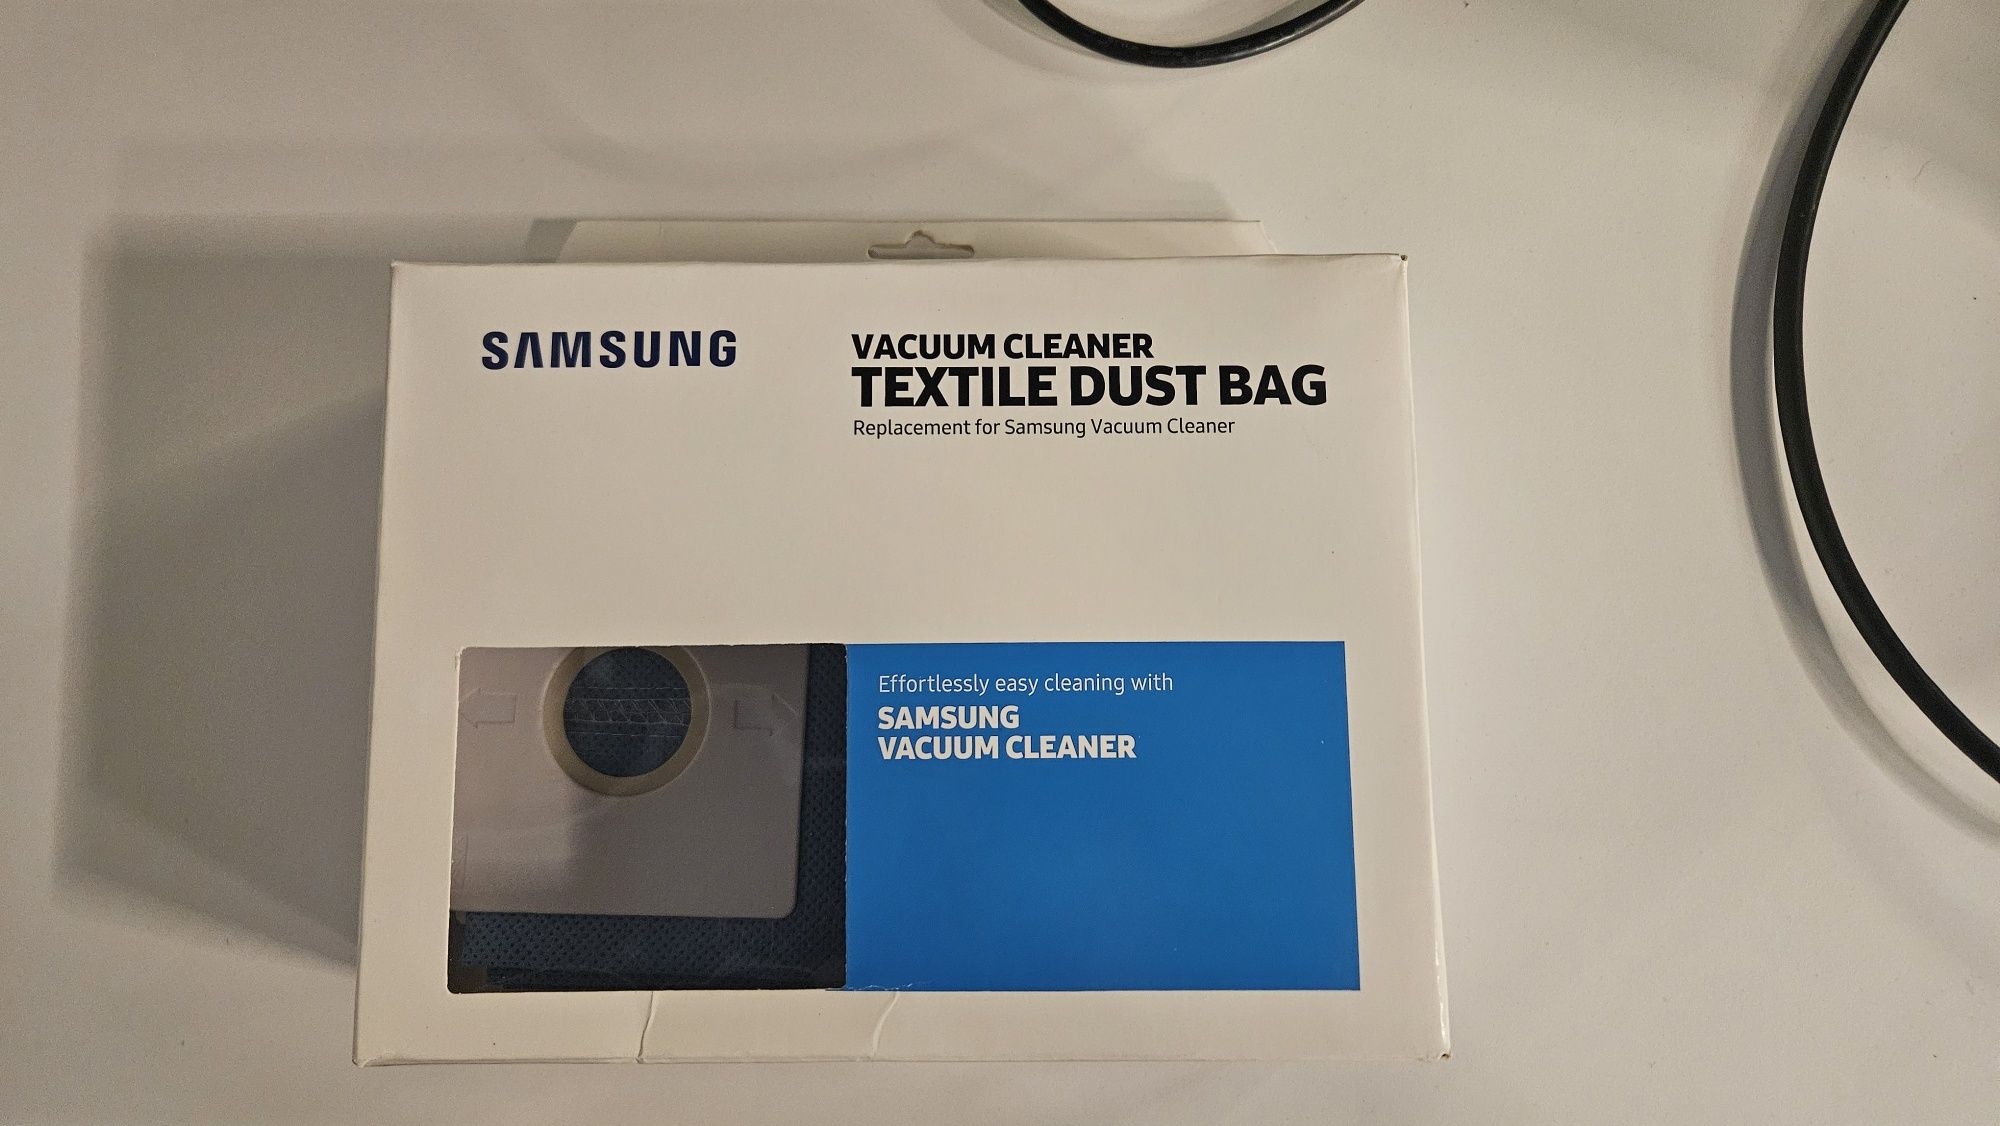 SAMSUNG
VACUUM CLEANER
TEXTILE DUST BAG
Replacement for Samsung Vacuum Cleaner
Effortlessly easy cleaning with
SAMSUNG
VACUUM CLEANER